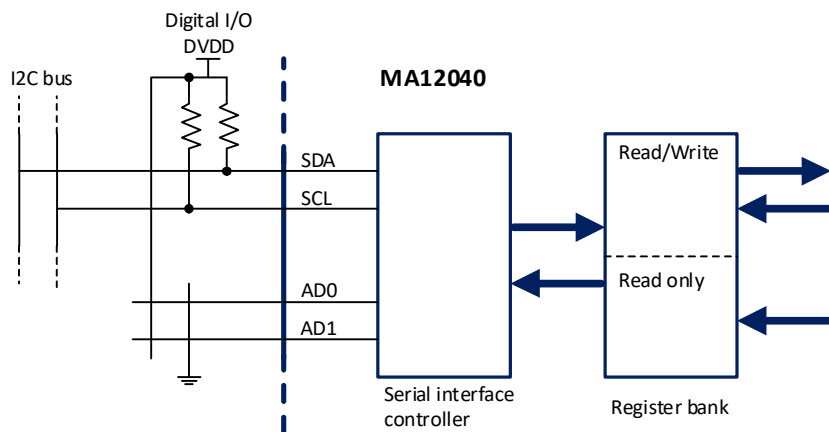 Digital I/O
DVDD
I2C bus
MA12040
SDA
SCL
AD0
AD1
Read/Write
Read only
Serial interface
controller
Register bank